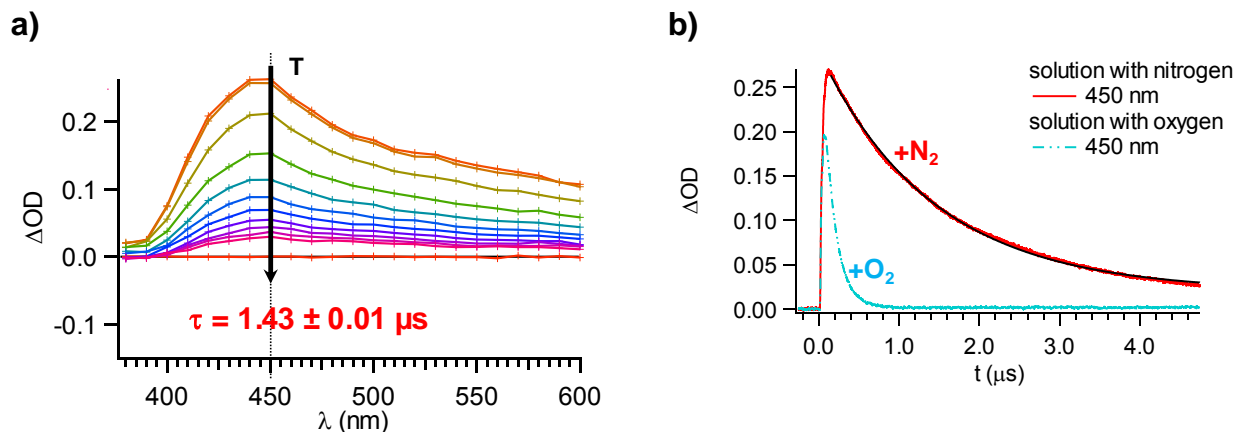 a)
T
0.2
0.1
0.0
-0.1
ΔOD
τ = 1.43 ± 0.01 µs
400 450 500 550 600
λ (nm)
b)
solution with nitrogen
450 nm
solution with oxygen
450 nm
0.25
0.20
0.15
0.10
0.05
0.00
ΔOD
+N₂
+O₂
0.0 1.0 2.0 3.0 4.0
t (µs)